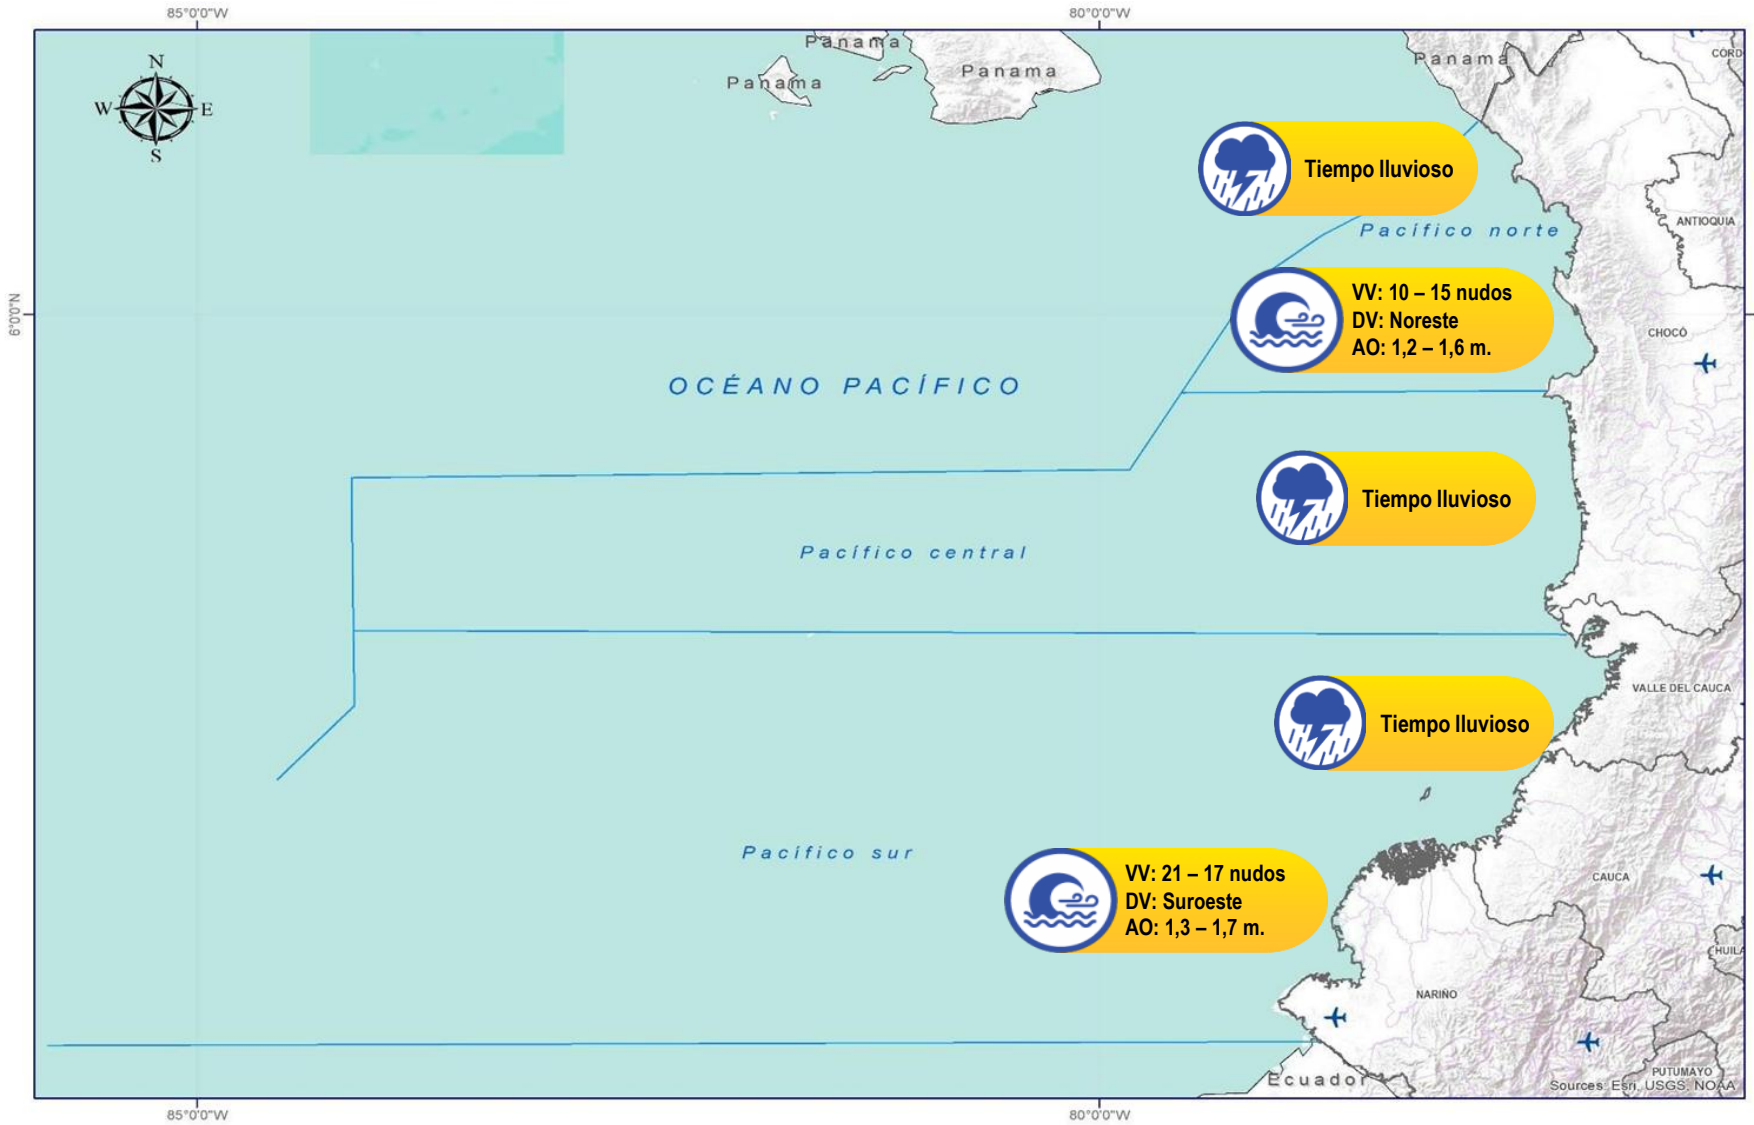 85°0'0"W
80°0'0"W
N
W
E
S
Panama
Panama
Panama
Panama
CÓRD
Tiempo lluvioso
ANTIOQUIA
Pacífico norte
6°0'0"N
VV: 10 – 15 nudos
DV: Noreste
AO: 1,2 – 1,6 m.
CHOCÓ
OCÉANO PACÍFICO
Tiempo lluvioso
Pacífico central
VALLE DEL CAUCA
Tiempo lluvioso
Pacífico sur
VV: 21 – 17 nudos
DV: Suroeste
AO: 1,3 – 1,7 m.
CAUCA
HUILA
NARIÑO
PUTUMAYO
Ecuador
Sources: Esri, USGS, NOAA
85°0'0"W
80°0'0"W